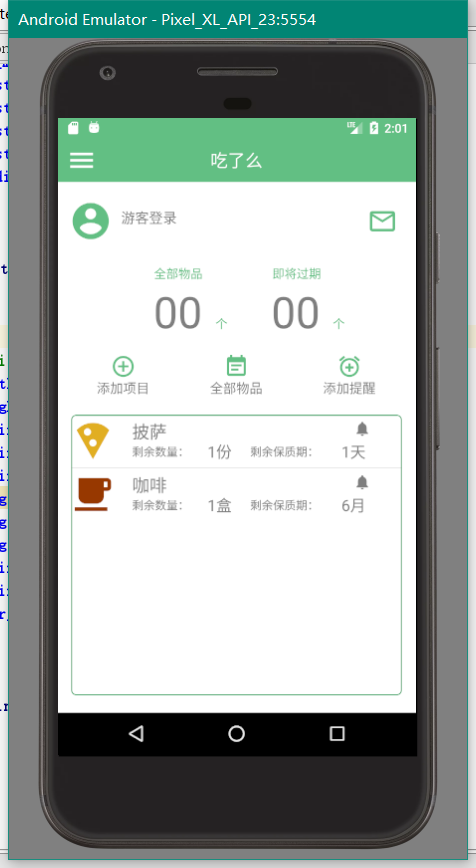 Android Emulator - Pixel_XL_API_23:5554
LTE 2:01
吃了么
游客登录
全部物品 即将过期
00 个 00 个
添加项目 全部物品 添加提醒
披萨
剩余数量： 1份 剩余保质期： 1天
咖啡
剩余数量： 1盒 剩余保质期： 6月